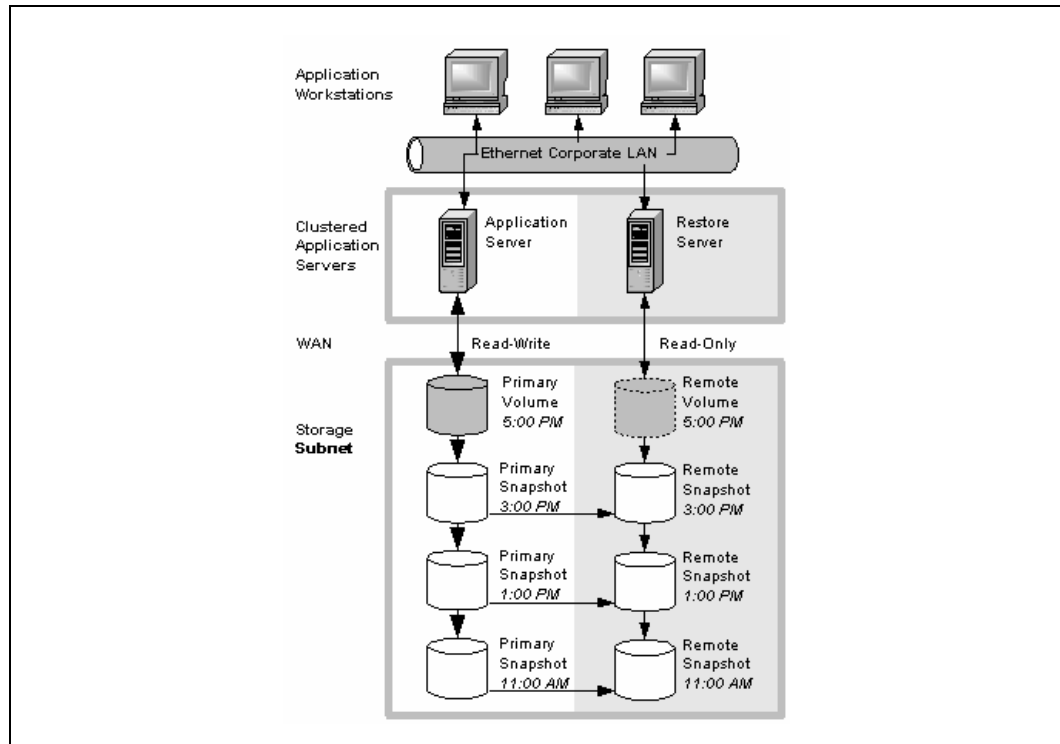 Application
Workstations
Ethernet Corporate LAN
Clustered
Application
Servers
Application
Server
Restore
Server
WAN
Read-Write
Read-Only
Storage
Subnet
Primary
Volume
5:00 PM
Remote
Volume
5:00 PM
Primary
Snapshot
3:00 PM
Remote
Snapshot
3:00 PM
Primary
Snapshot
1:00 PM
Remote
Snapshot
1:00 PM
Primary
Snapshot
11:00 AM
Remote
Snapshot
11:00 AM